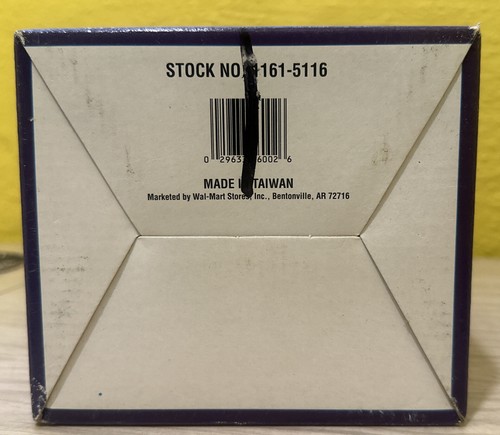 STOCK NO. 1161-5116
0 2963 6002 6
MADE IN TAIWAN
Marketed by Wal-Mart Stores, Inc., Bentonville, AR 72716